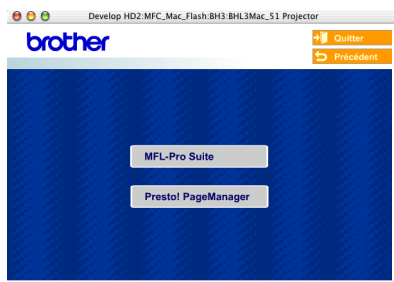 Develop HD2:MFC_Mac_Flash:BH3:BHL3Mac_51 Projector
brother
Quitter
Précédent
MFL-Pro Suite
Presto! PageManager